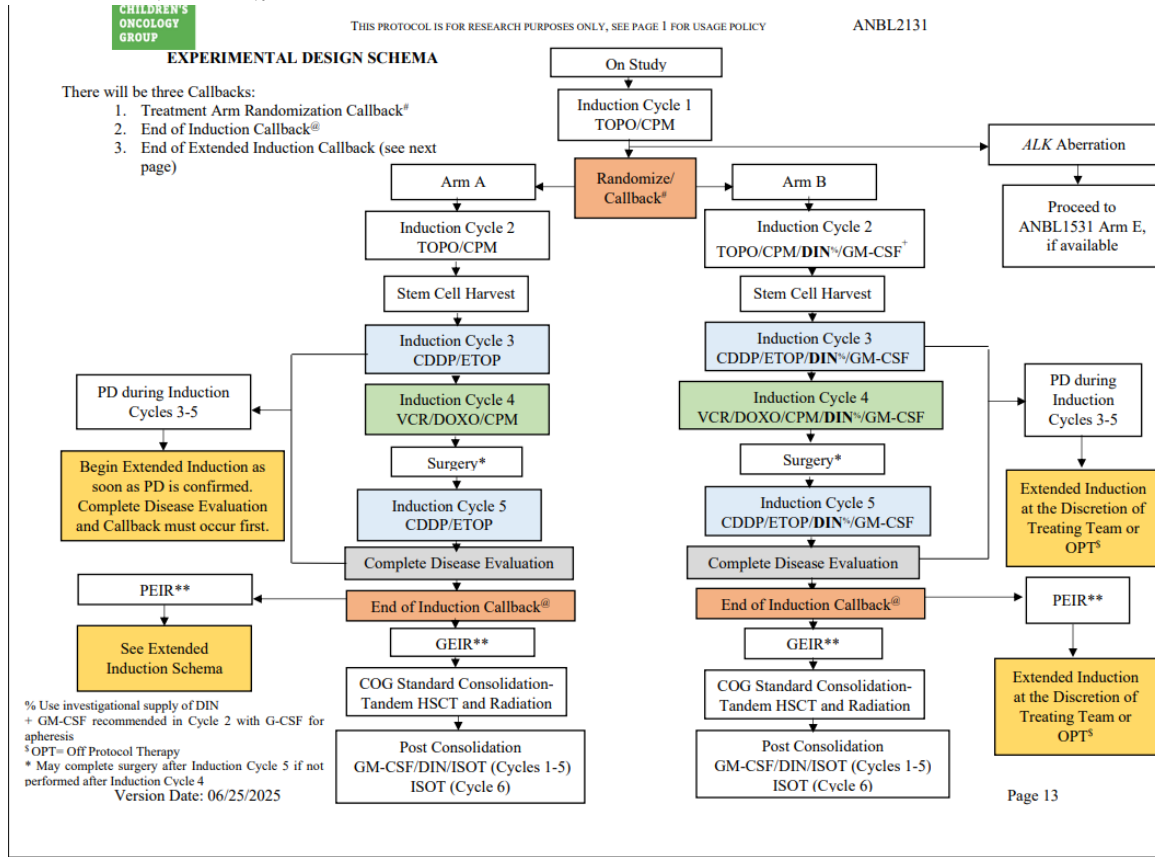 CHILDREN'S
ONCOLOGY
GROUP
THIS PROTOCOL IS FOR RESEARCH PURPOSES ONLY, SEE PAGE 1 FOR USAGE POLICY
ANBL2131
EXPERIMENTAL DESIGN SCHEMA
There will be three Callbacks:
1. Treatment Arm Randomization Callback#
2. End of Induction Callback@
3. End of Extended Induction Callback (see next
page)
On Study
Induction Cycle 1
TOPO/CPM
Randomize/
Callback#
ALK Aberration
Proceed to
ANBL1531 Arm E,
if available
Arm A
Induction Cycle 2
TOPO/CPM
Stem Cell Harvest
Induction Cycle 3
CDDP/ETOP
Induction Cycle 4
VCR/DOXO/CPM
Surgery*
Induction Cycle 5
CDDP/ETOP
Complete Disease Evaluation
End of Induction Callback@
GEIR**
COG Standard Consolidation-
Tandem HSCT and Radiation
Post Consolidation
GM-CSF/DIN/ISOT (Cycles 1-5)
ISOT (Cycle 6)
PD during Induction
Cycles 3-5
Begin Extended Induction as
soon as PD is confirmed.
Complete Disease Evaluation
and Callback must occur first.
PEIR**
See Extended
Induction Schema
Arm B
Induction Cycle 2
TOPO/CPM/DIN%/GM-CSF+
Stem Cell Harvest
Induction Cycle 3
CDDP/ETOP/DIN%/GM-CSF
Induction Cycle 4
VCR/DOXO/CPM/DIN%/GM-CSF
Surgery*
Induction Cycle 5
CDDP/ETOP/DIN%/GM-CSF
Complete Disease Evaluation
End of Induction Callback@
GEIR**
COG Standard Consolidation-
Tandem HSCT and Radiation
Post Consolidation
GM-CSF/DIN/ISOT (Cycles 1-5)
ISOT (Cycle 6)
PD during
Induction
Cycles 3-5
Extended Induction
at the Discretion of
Treating Team or
OPT$
PEIR**
Extended Induction
at the Discretion of
Treating Team or
OPT$
% Use investigational supply of DIN
+ GM-CSF recommended in Cycle 2 with G-CSF for
apheresis
$ OPT= Off Protocol Therapy
* May complete surgery after Induction Cycle 5 if not
performed after Induction Cycle 4
Version Date: 06/25/2025
Page 13